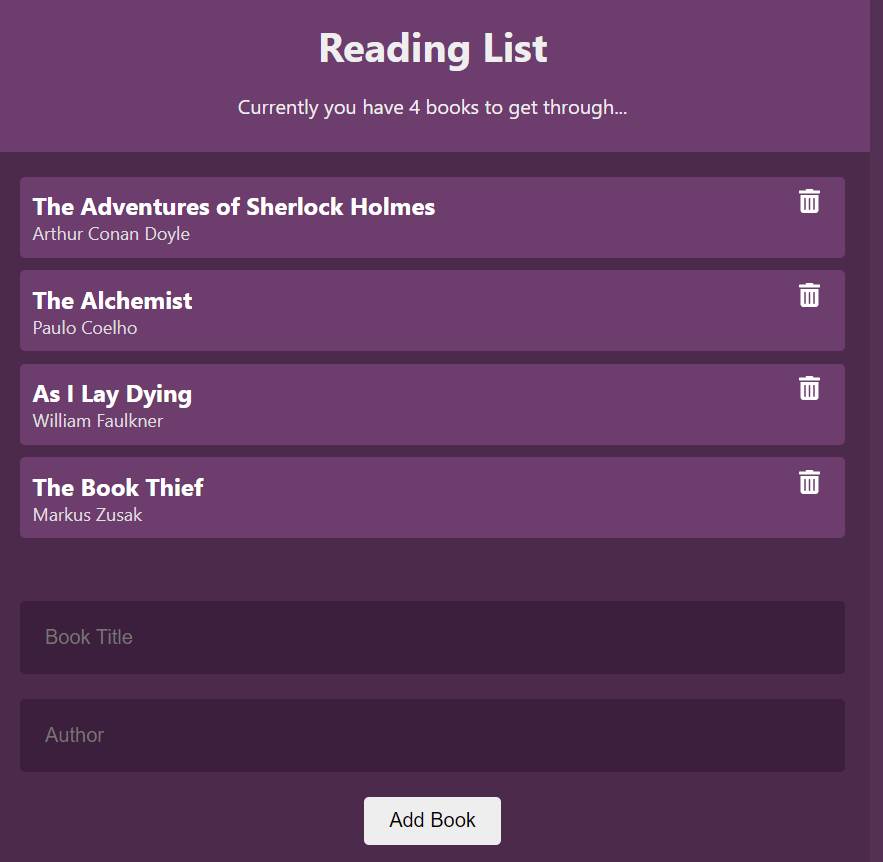 Reading List
Currently you have 4 books to get through...
The Adventures of Sherlock Holmes
Arthur Conan Doyle
The Alchemist
Paulo Coelho
As I Lay Dying
William Faulkner
The Book Thief
Markus Zusak
Book Title
Author
Add Book